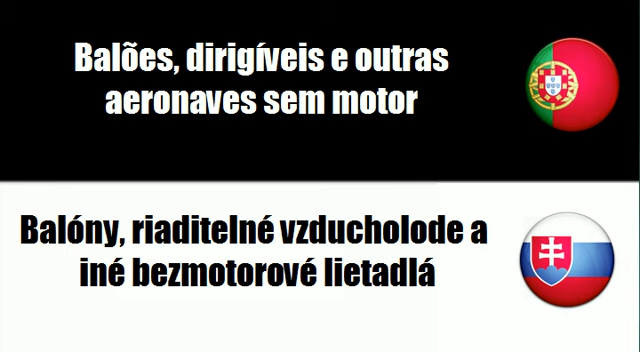 Balões, dirigíveis e outras
aeronaves sem motor
Balóny, riaditelné vzducholode a
iné bezmotorové lietadlá